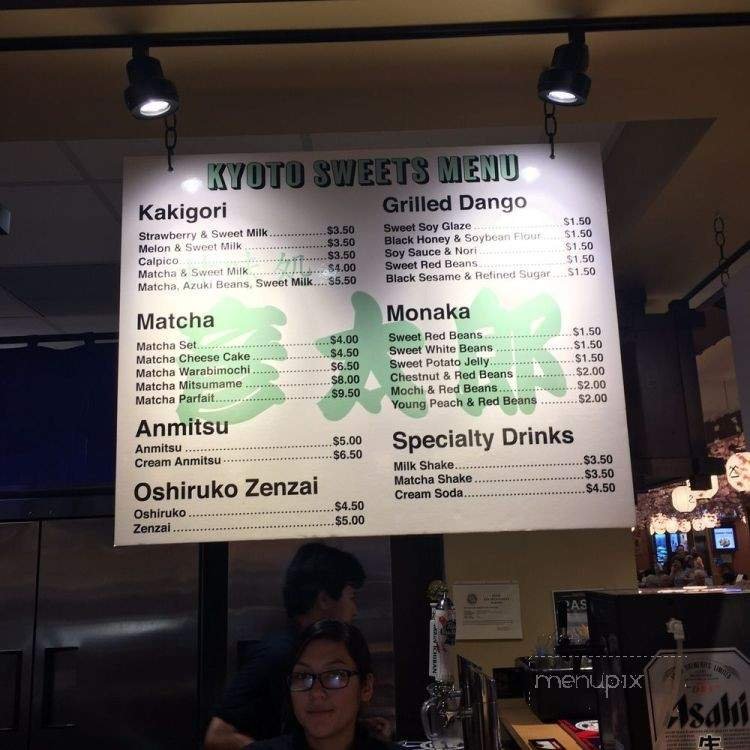 KYOTO SWEETS MENU
Kakigori
Strawberry & Sweet Milk $3.50
Melon & Sweet Milk $3.50
Calpico $3.50
Matcha & Sweet Milk $4.00
Matcha, Azuki Beans, Sweet Milk $5.50
Matcha
Matcha Set $4.00
Matcha Cheese Cake $4.50
Matcha Warabimochi $6.50
Matcha Mitsumame $8.00
Matcha Parfait $9.50
Anmitsu
Anmitsu $5.00
Cream Anmitsu $6.50
Oshiruko Zenzai
Oshiruko $4.50
Zenzai $5.00
Grilled Dango
Sweet Soy Glaze $1.50
Black Honey & Soybean Flour $1.50
Soy Sauce & Nori $1.50
Sweet Red Beans $1.50
Black Sesame & Refined Sugar $1.50
Monaka
Sweet Red Beans $1.50
Sweet White Beans $1.50
Sweet Potato Jelly $1.50
Chestnut & Red Beans $2.00
Mochi & Red Beans $2.00
Young Peach & Red Beans $2.00
Specialty Drinks
Milk Shake $3.50
Matcha Shake $3.50
Cream Soda $4.50
処
太郎
menupix
Asahi
生